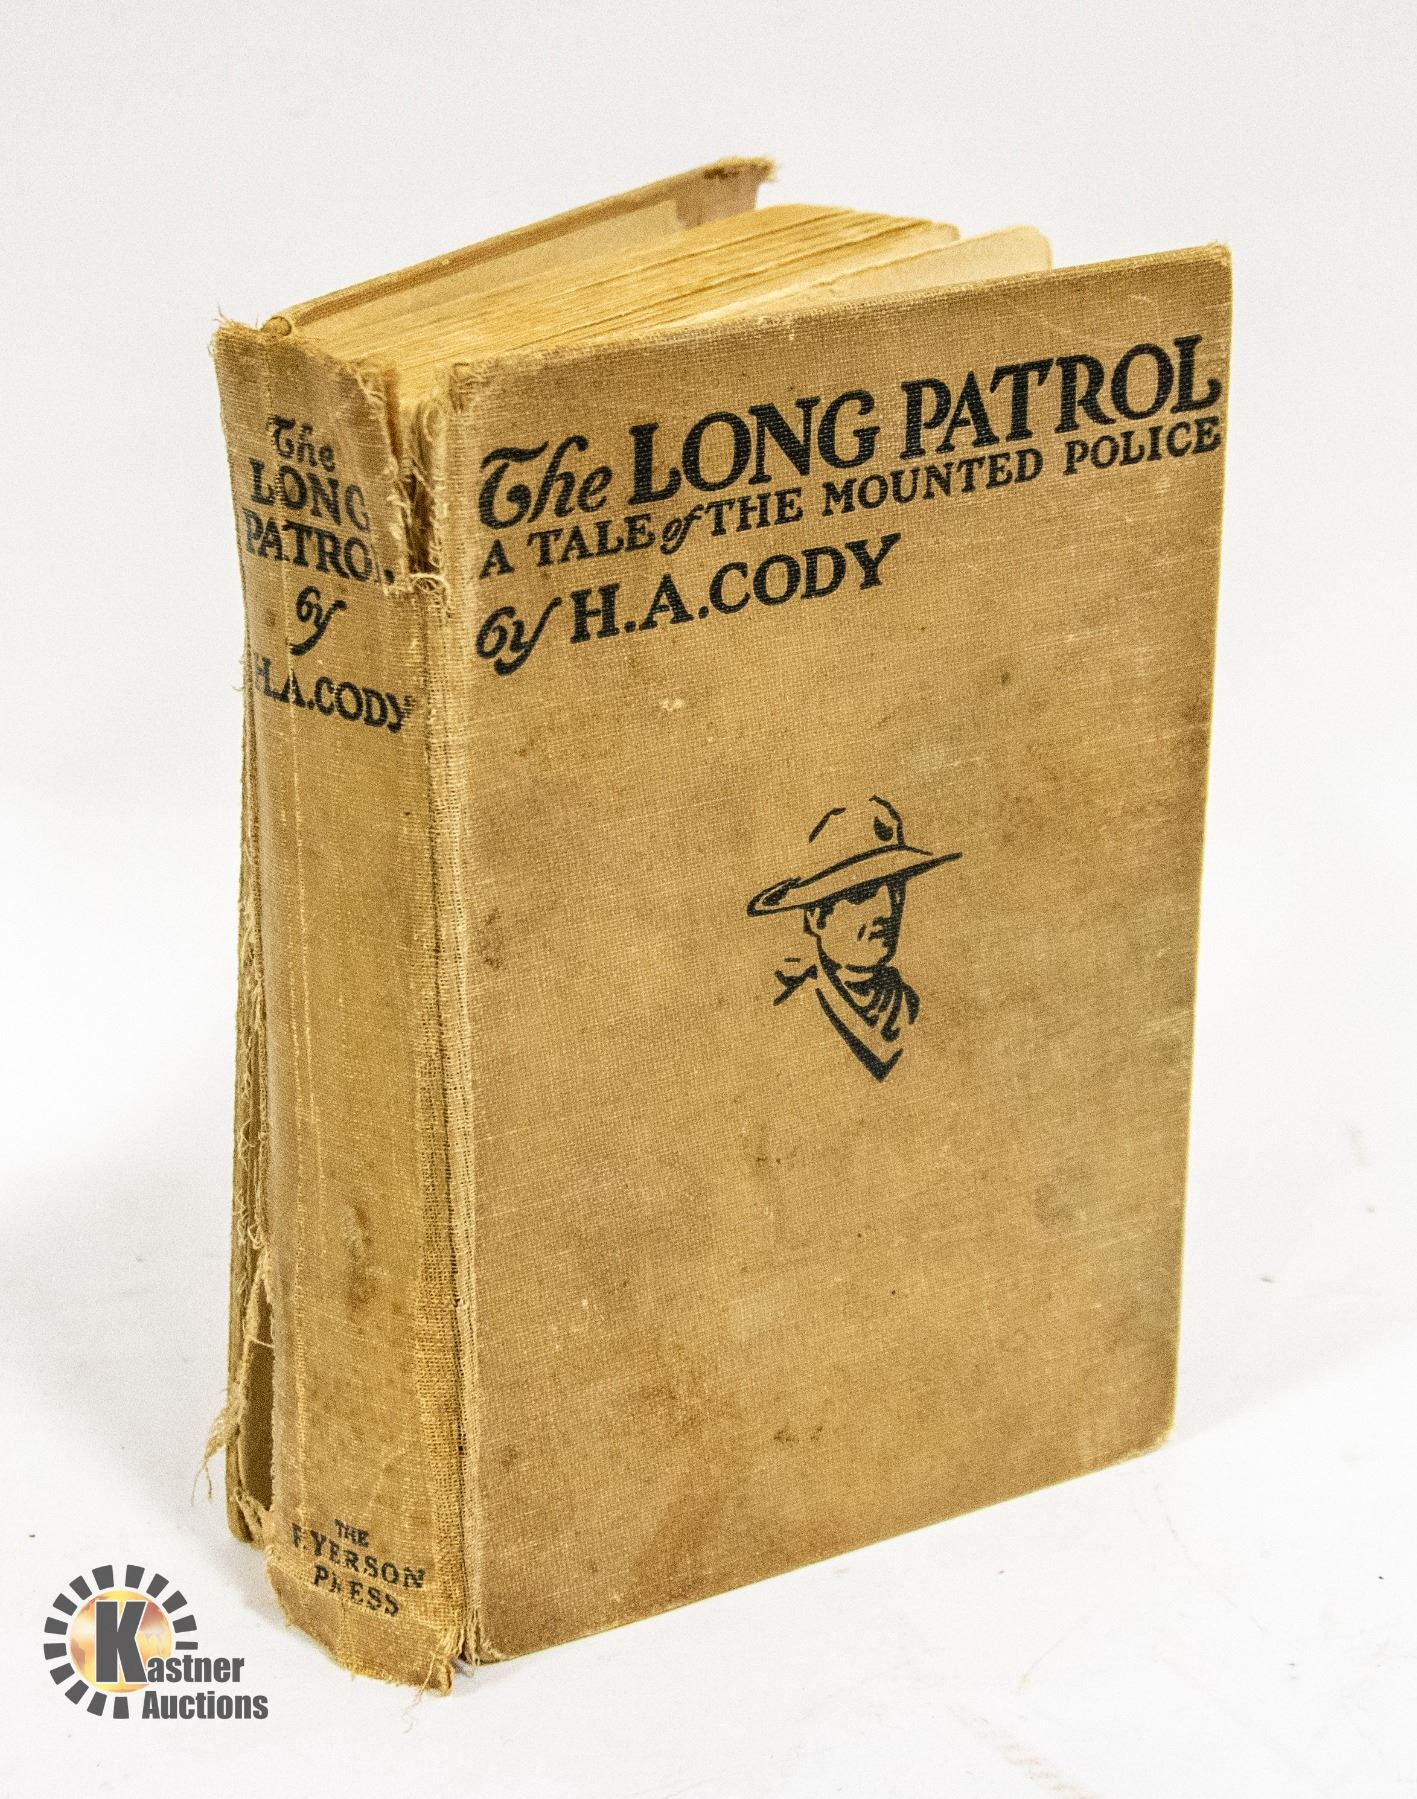 The LONG PATROL
A TALE of THE MOUNTED POLICE
by H.A.CODY
The
LONG
PATROL
by
H.A.CODY
THE
RYERSON
PRESS
Kastner
Auctions